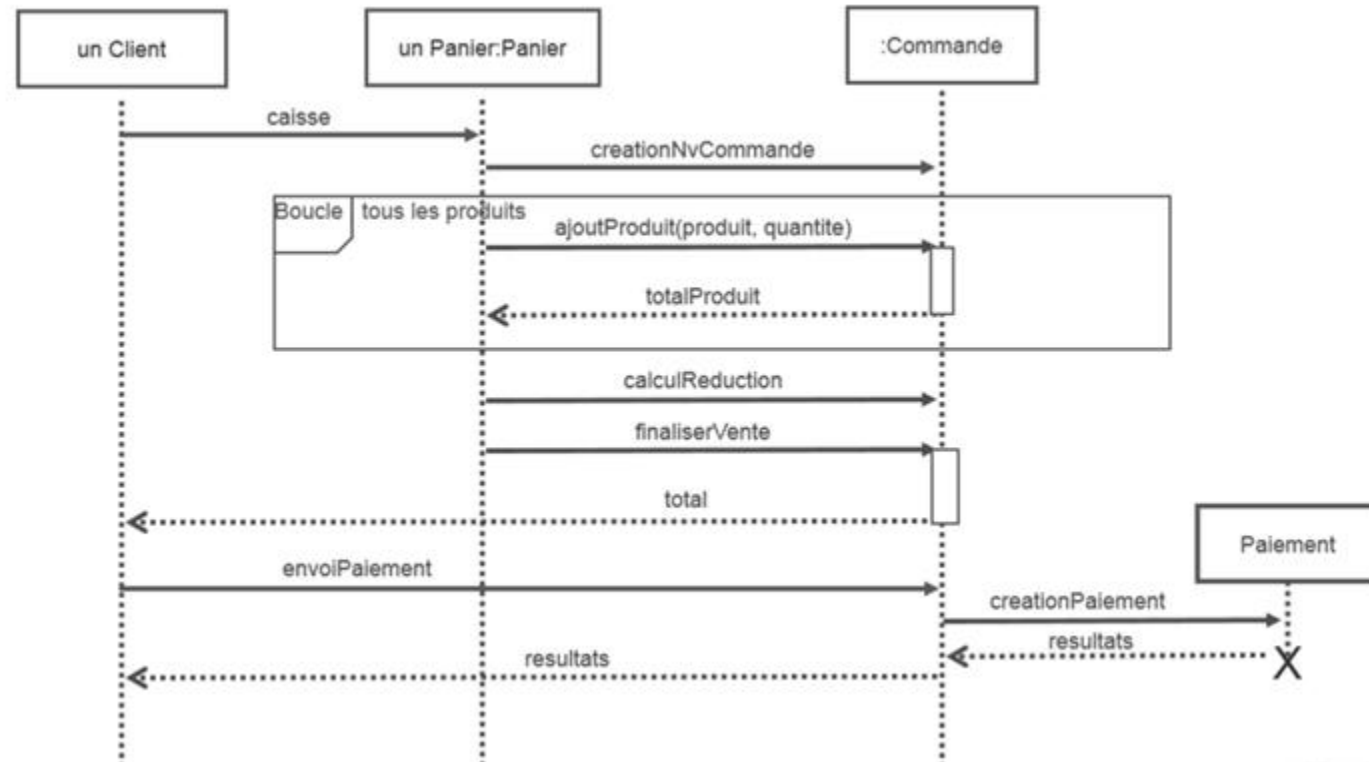 un Client
un Panier:Panier
:Commande
caisse
creationNvCommande
Boucle
tous les produits
ajoutProduit(produit, quantite)
totalProduit
calculReduction
finaliserVente
total
Paiement
envoiPaiement
creationPaiement
resultats
resultats